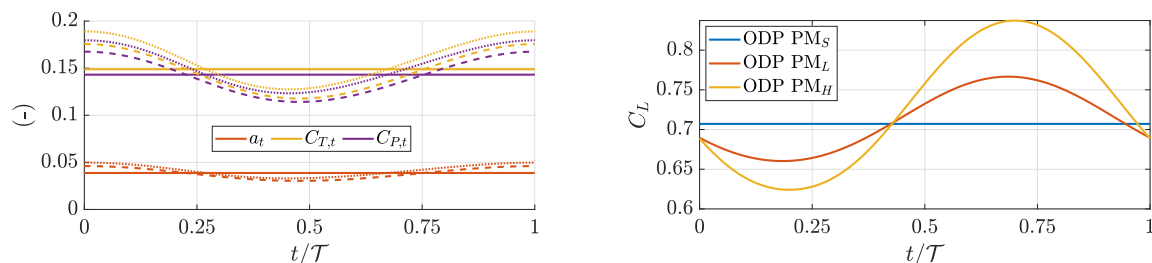 0.2
0.15
0.1
0.05
0
(-)
a_t C_{T,t} C_{P,t}
0 0.25 0.5 0.75 1
t/𝒯
0.8
0.75
0.7
0.65
0.6
C_L
ODP PM_S
ODP PM_L
ODP PM_H
0 0.25 0.5 0.75 1
t/𝒯